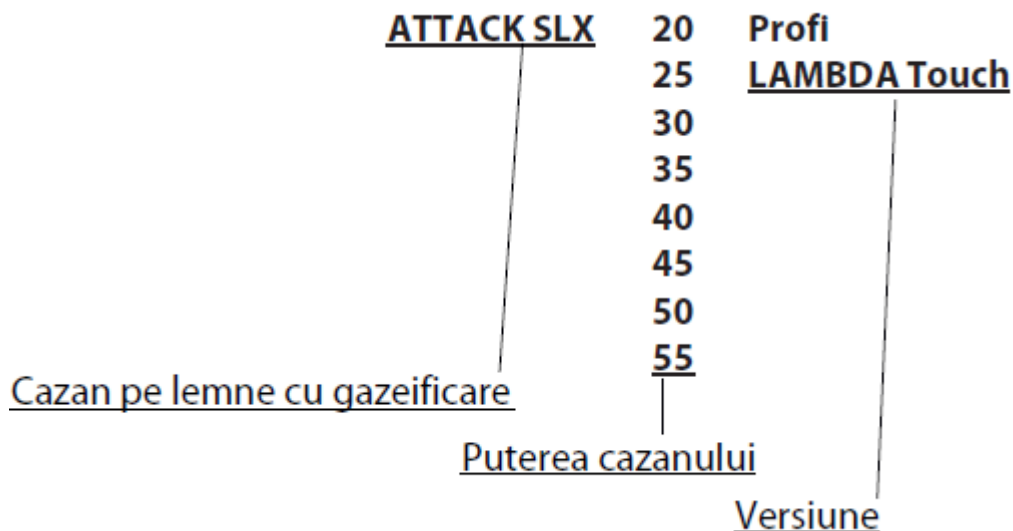 ATTACK SLX 20 Profi
25 LAMBDA Touch
30
35
40
45
50
55
Cazan pe lemne cu gazeificare
Puterea cazanului
Versiune